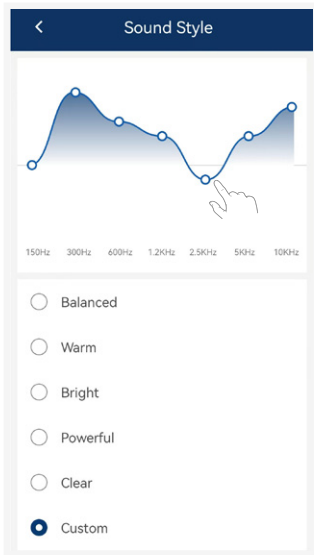 Sound Style
150Hz 300Hz 600Hz 1.2KHz 2.5KHz 5KHz 10KHz
Balanced
Warm
Bright
Powerful
Clear
Custom